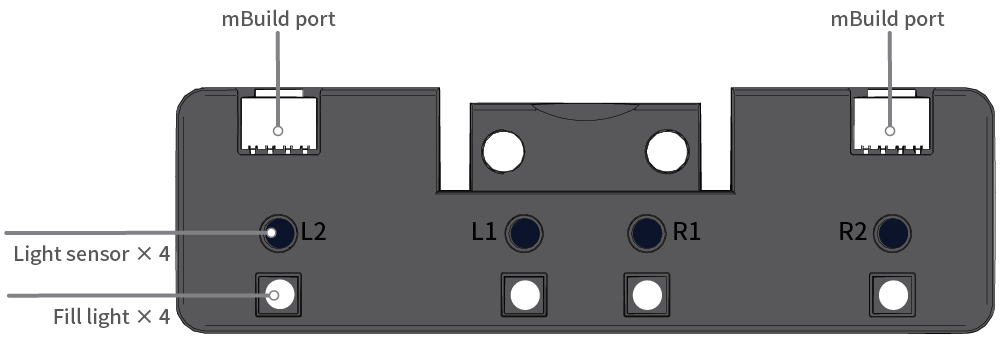 mBuild port
mBuild port
L2
L1
R1
R2
Light sensor × 4
Fill light × 4